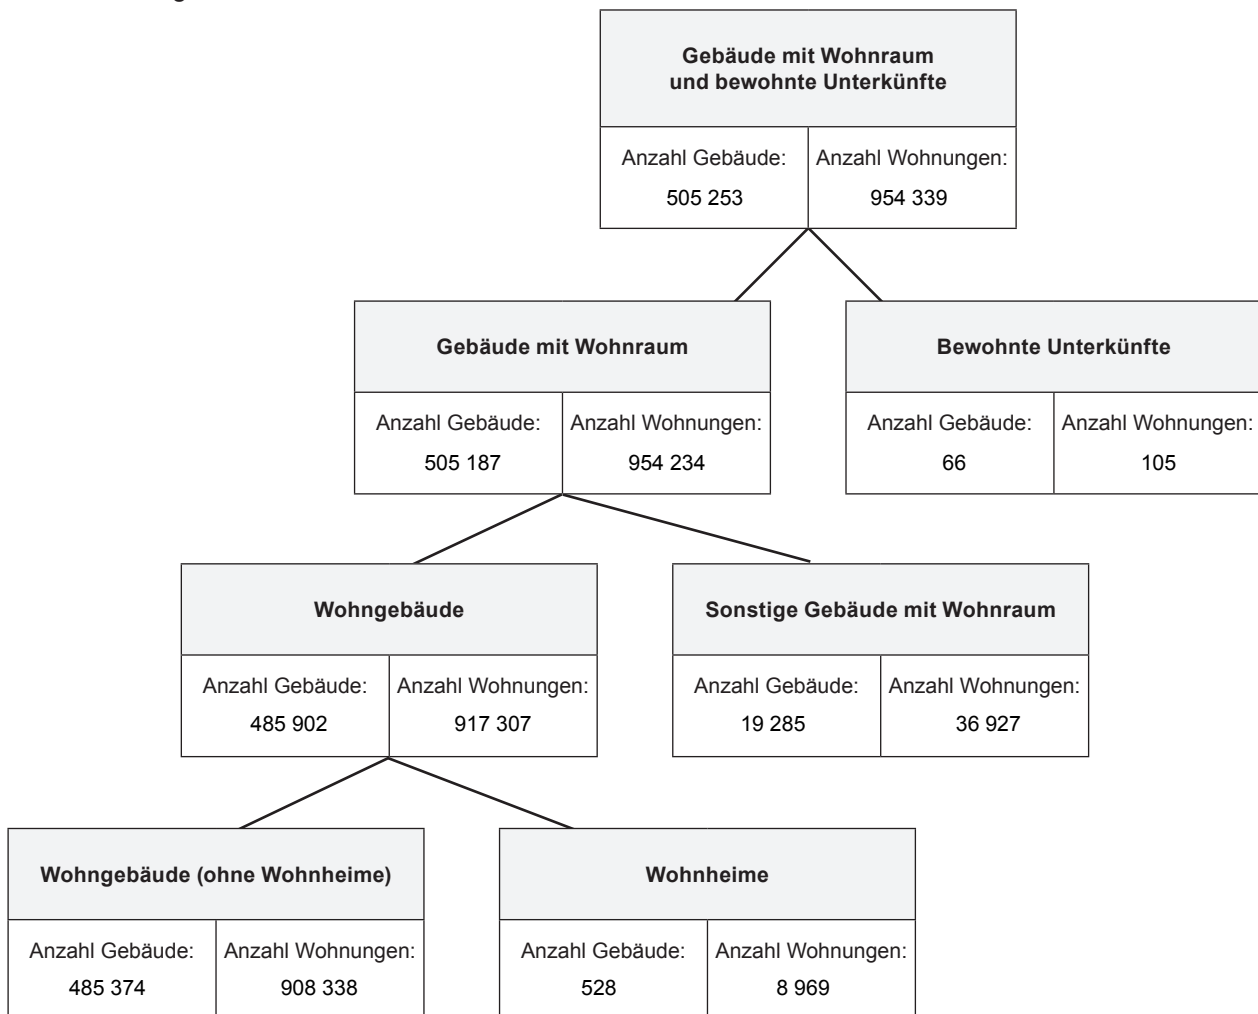 Gebäude mit Wohnraum
und bewohnte Unterkünfte
Anzahl Gebäude: Anzahl Wohnungen:
505 253 954 339
Gebäude mit Wohnraum Bewohnte Unterkünfte
Anzahl Gebäude: Anzahl Wohnungen: Anzahl Gebäude: Anzahl Wohnungen:
505 187 954 234 66 105
Wohngebäude Sonstige Gebäude mit Wohnraum
Anzahl Gebäude: Anzahl Wohnungen: Anzahl Gebäude: Anzahl Wohnungen:
485 902 917 307 19 285 36 927
Wohngebäude (ohne Wohnheime) Wohnheime
Anzahl Gebäude: Anzahl Wohnungen: Anzahl Gebäude: Anzahl Wohnungen:
485 374 908 338 528 8 969